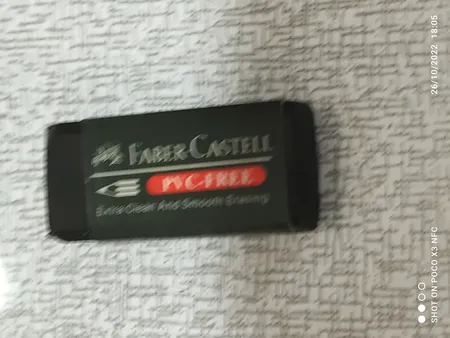 FABER-CASTELL
PVC-FREE
Extra Clean And Smooth Erasing
26/10/2022 18:05
SHOT ON POCO X3 NFC